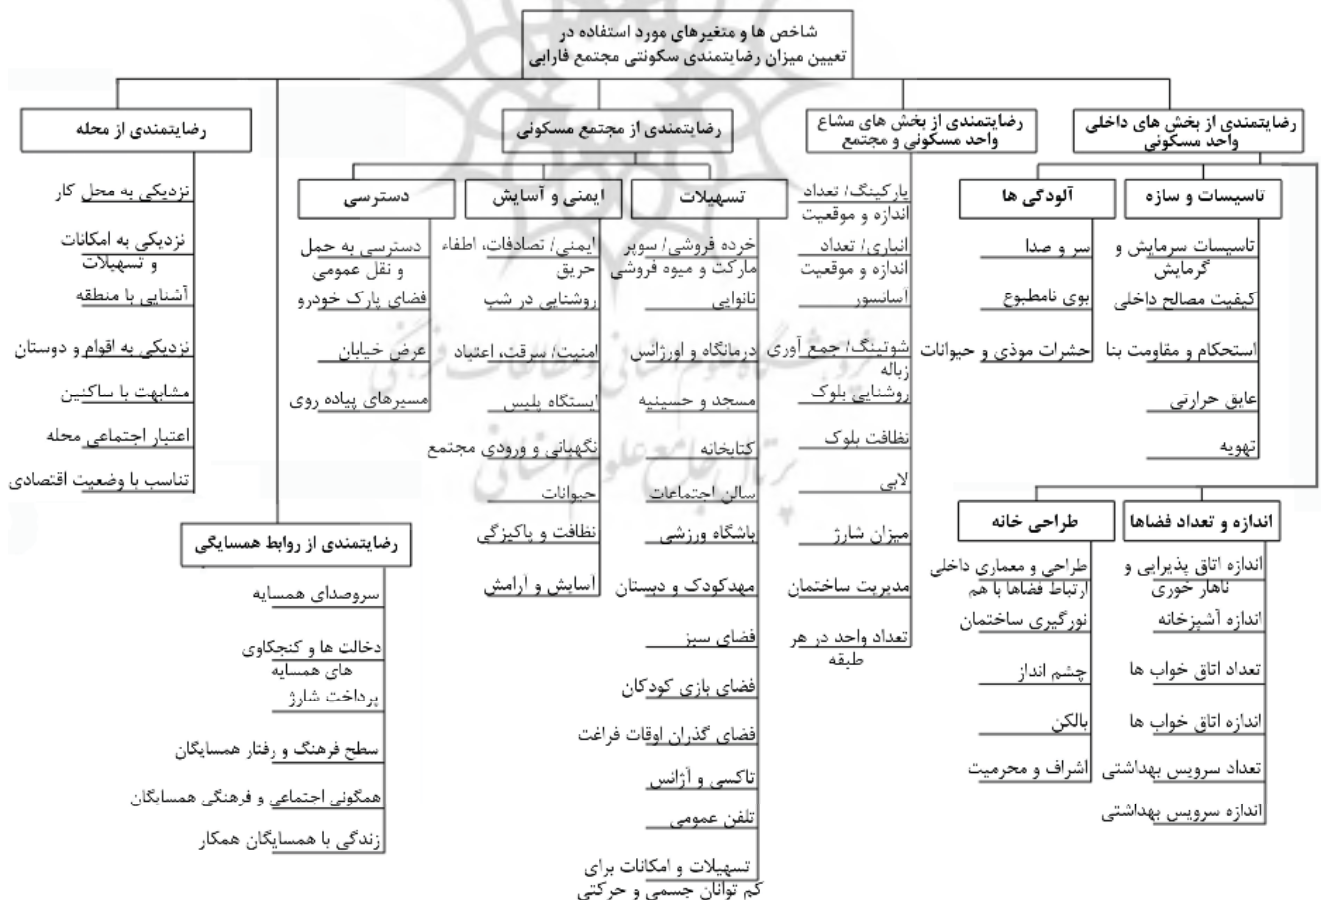 شاخص ها و متغیرهای مورد استفاده در
تعیین میزان رضایتمندی سکونتی مجتمع فارابی
رضایتمندی از بخش های داخلی
واحد مسکونی
تاسیسات و سازه
تاسیسات سرمایش و
گرمایش
کیفیت مصالح داخلی
استحکام و مقاومت بنا
عایق حرارتی
تهویه
آلودگی ها
سر و صدا
بوی نامطبوع
حشرات موذی و حیوانات
اندازه و تعداد فضاها
اندازه اتاق پذیرایی و
ناهار خوری
اندازه آشپزخانه
تعداد اتاق خواب ها
اندازه اتاق خواب ها
تعداد سرویس بهداشتی
اندازه سرویس بهداشتی
طراحی خانه
طراحی و معماری داخلی
ارتباط فضاها با هم
نورگیری ساختمان
چشم انداز
بالکن
اشراف و محرمیت
رضایتمندی از بخش های مشاع
واحد مسکونی و مجتمع
پارکینگ/ تعداد
اندازه و موقعیت
انباری/ تعداد
اندازه و موقعیت
آسانسور
شوتینگ/ جمع آوری
زباله
روشنایی بلوک
نظافت بلوک
لابی
میزان شارژ
مدیریت ساختمان
تعداد واحد در هر
طبقه
رضایتمندی از مجتمع مسکونی
تسهیلات
خرده فروشی/ سوپر
مارکت و میوه فروشی
نانوایی
درمانگاه و اورژانس
مسجد و حسینیه
کتابخانه
سالن اجتماعات
باشگاه ورزشی
مهدکودک و دبستان
فضای سبز
فضای بازی کودکان
فضای گذران اوقات فراغت
تاکسی و آژانس
تلفن عمومی
تسهیلات و امکانات برای
کم توانان جسمی و حرکتی
ایمنی و آسایش
ایمنی/ تصادفات، اطفاء
حریق
روشنایی در شب
امنیت/ سرقت، اعتیاد
ایستگاه پلیس
نگهبانی و ورودی مجتمع
حیوانات
نظافت و پاکیزگی
آسایش و آرامش
دسترسی
دسترسی به حمل
و نقل عمومی
فضای پارک خودرو
عرض خیابان
مسیرهای پیاده روی
رضایتمندی از محله
نزدیکی به محل کار
نزدیکی به امکانات
و تسهیلات
آشنایی با منطقه
نزدیکی به اقوام و دوستان
مشابهت با ساکنین
اعتبار اجتماعی محله
تناسب با وضعیت اقتصادی
رضایتمندی از روابط همسایگی
سروصدای همسایه
دخالت ها و کنجکاوی
های همسایه
پرداخت شارژ
سطح فرهنگ و رفتار همسایگان
همگونی اجتماعی و فرهنگی همسایگان
زندگی با همسایگان همکار
پژوهشگاه علوم انسانی و مطالعات فرهنگی
پرتال جامع علوم انسانی